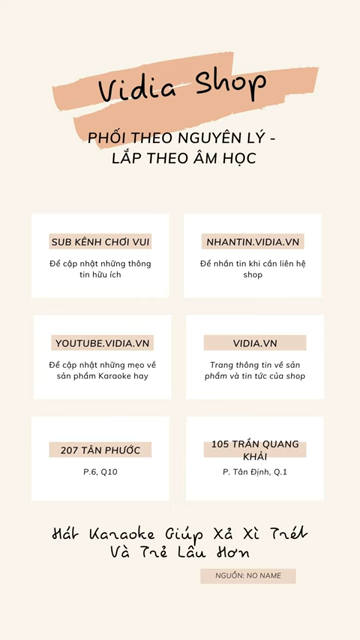 Vidia Shop
PHỐI THEO NGUYÊN LÝ -
LẮP THEO ÂM HỌC
SUB KÊNH CHƠI VUI
Để cập nhật những thông
tin hữu ích
NHANTIN.VIDIA.VN
Để nhắn tin khi cần liên hệ
shop
YOUTUBE.VIDIA.VN
Để cập nhật những mẹo về
sản phẩm Karaoke hay
VIDIA.VN
Trang thông tin về sản
phẩm và tin tức của shop
207 TÂN PHƯỚC
P.6, Q10
105 TRẦN QUANG
KHẢI
P. Tân Định, Q.1
Hát Karaoke Giúp Xả Xì Trét
Và Trẻ Lâu Hơn
NGUỒN: NO NAME